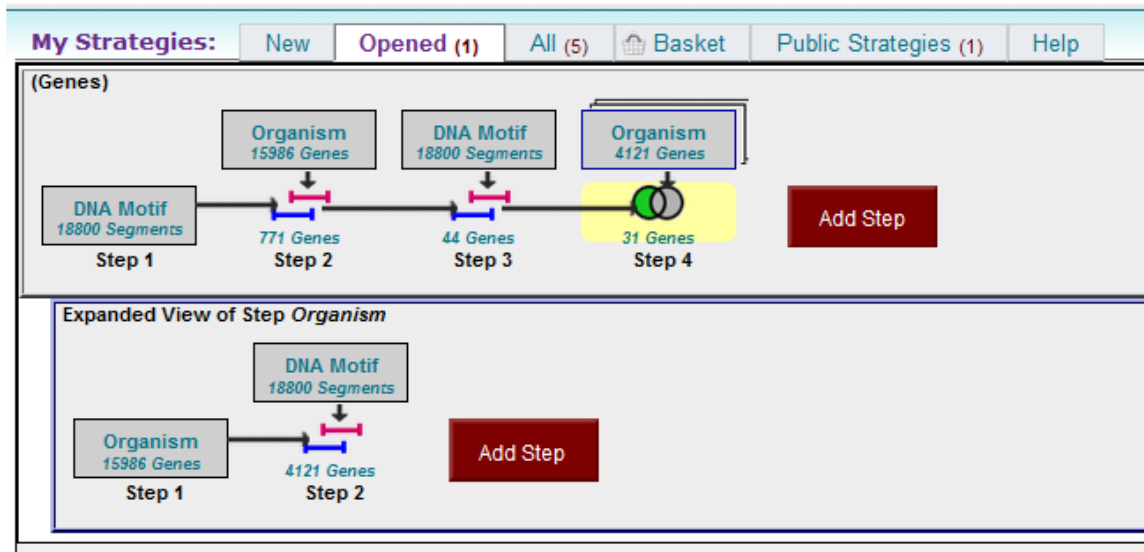 My Strategies: New Opened (1) All (5) Basket Public Strategies (1) Help
(Genes)
Organism
15986 Genes
DNA Motif
18800 Segments
Organism
4121 Genes
DNA Motif
18800 Segments
Step 1
771 Genes
Step 2
44 Genes
Step 3
31 Genes
Step 4
Add Step
Expanded View of Step Organism
DNA Motif
18800 Segments
Organism
15986 Genes
Step 1
4121 Genes
Step 2
Add Step